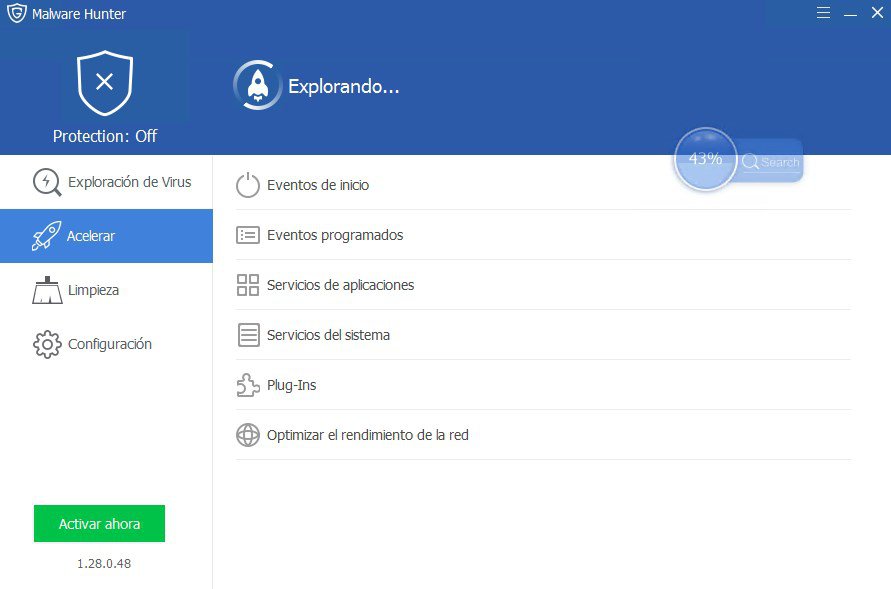 Malware Hunter
Protection: Off
Explorando...
43%
Search
Exploración de Virus
Acelerar
Limpieza
Configuración
Activar ahora
1.28.0.48
Eventos de inicio
Eventos programados
Servicios de aplicaciones
Servicios del sistema
Plug-Ins
Optimizar el rendimiento de la red